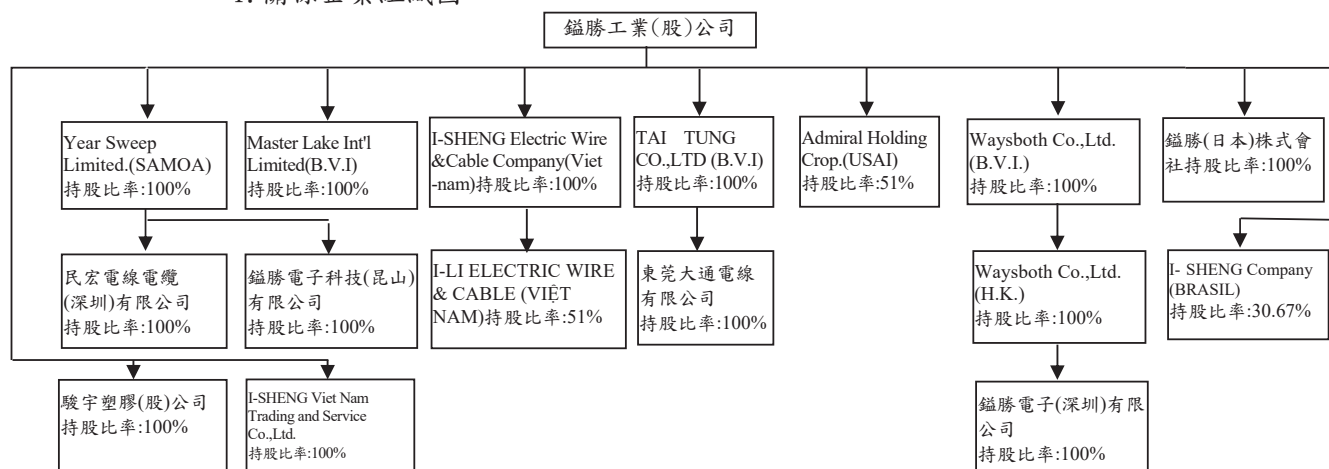 1. 關係企業組織圖
鎰勝工業(股)公司
Year Sweep
Limited.(SAMOA)
持股比率:100%
Master Lake Int'l
Limited(B.V.I)
持股比率:100%
I-SHENG Electric Wire
&Cable Company(Viet
-nam)持股比率:100%
TAI TUNG
CO.,LTD (B.V.I)
持股比率:100%
Admiral Holding
Crop.(USAI)
持股比率:51%
Waysboth Co.,Ltd.
(B.V.I.)
持股比率:100%
鎰勝(日本)株式會
社持股比率:100%
民宏電線電纜
(深圳)有限公司
持股比率:100%
鎰勝電子科技(昆山)
有限公司
持股比率:100%
I-LI ELECTRIC WIRE
& CABLE (VIỆT
NAM)持股比率:51%
東莞大通電線
有限公司
持股比率:100%
Waysboth Co.,Ltd.
(H.K.)
持股比率:100%
I- SHENG Company
(BRASIL)
持股比率:30.67%
駿宇塑膠(股)公司
持股比率:100%
I-SHENG Viet Nam
Trading and Service
Co.,Ltd.
持股比率:100%
鎰勝電子(深圳)有限
公司
持股比率:100%